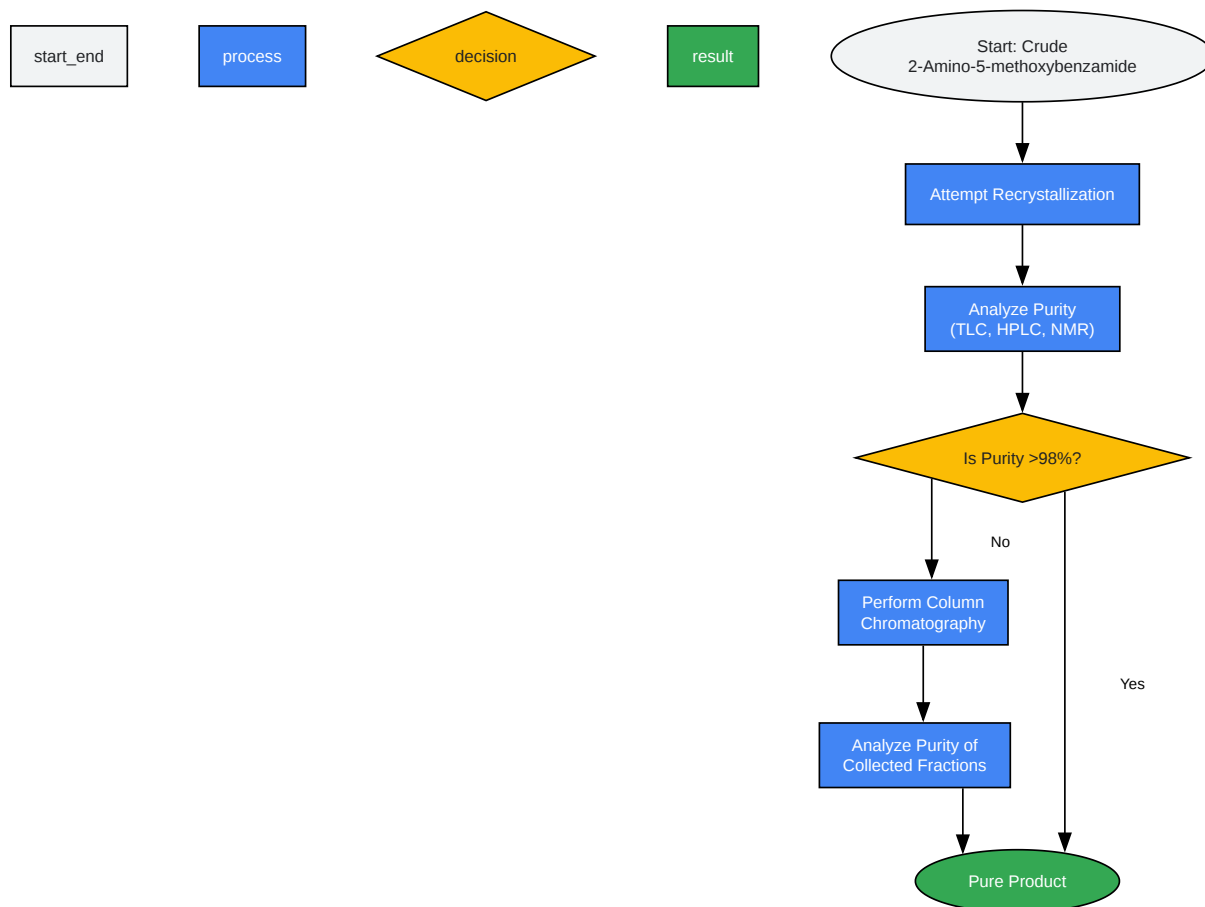 start_end
process
decision
result
Start: Crude
2-Amino-5-methoxybenzamide
Attempt Recrystallization
Analyze Purity
(TLC, HPLC, NMR)
Is Purity >98%?
No
Perform Column
Chromatography
Yes
Analyze Purity of
Collected Fractions
Pure Product